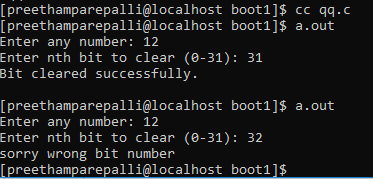 [preethamparepalli@localhost boot1]$ cc qq.c
[preethamparepalli@localhost boot1]$ a.out
Enter any number: 12
Enter nth bit to clear (0-31): 31
Bit cleared successfully.
[preethamparepalli@localhost boot1]$ a.out
Enter any number: 12
Enter nth bit to clear (0-31): 32
sorry wrong bit number
[preethamparepalli@localhost boot1]$